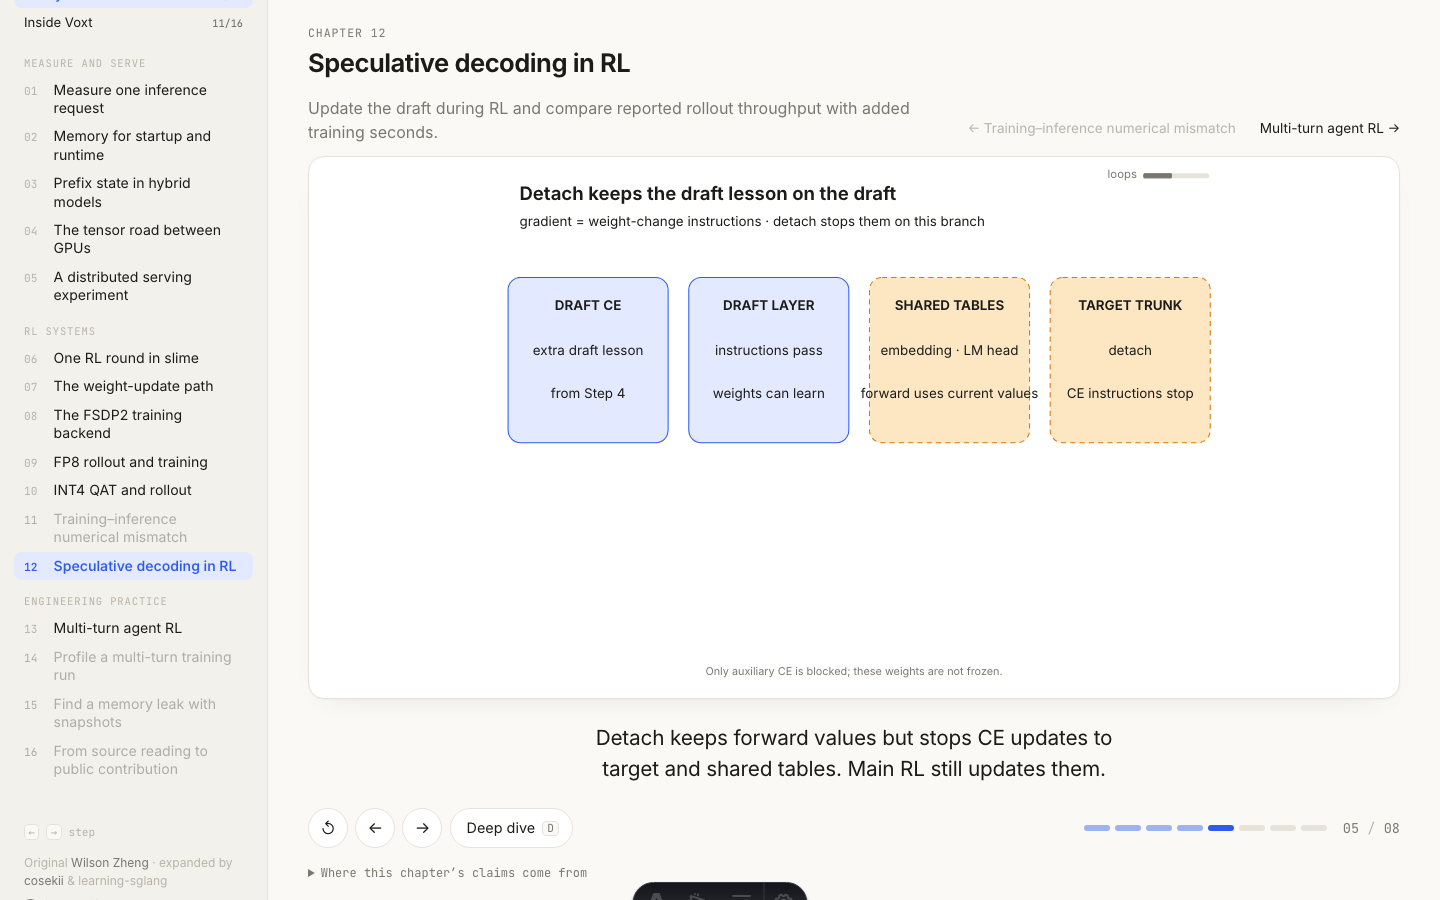 Inside Voxt 11/16
MEASURE AND SERVE
01 Measure one inference
request
02 Memory for startup and
runtime
03 Prefix state in hybrid
models
04 The tensor road between
GPUs
05 A distributed serving
experiment
RL SYSTEMS
06 One RL round in slime
07 The weight-update path
08 The FSDP2 training
backend
09 FP8 rollout and training
10 INT4 QAT and rollout
11 Training–inference
numerical mismatch
12 Speculative decoding in RL
ENGINEERING PRACTICE
13 Multi-turn agent RL
14 Profile a multi-turn training
run
15 Find a memory leak with
snapshots
16 From source reading to
public contribution
← → step
Original Wilson Zheng · expanded by
cosekii & learning-sglang
CHAPTER 12
Speculative decoding in RL
Update the draft during RL and compare reported rollout throughput with added
training seconds.
← Training–inference numerical mismatch Multi-turn agent RL →
loops
Detach keeps the draft lesson on the draft
gradient = weight-change instructions · detach stops them on this branch
DRAFT CE
extra draft lesson
from Step 4
DRAFT LAYER
instructions pass
weights can learn
SHARED TABLES
embedding · LM head
forward uses current values
TARGET TRUNK
detach
CE instructions stop
Only auxiliary CE is blocked; these weights are not frozen.
Detach keeps forward values but stops CE updates to
target and shared tables. Main RL still updates them.
← → Deep dive D
05 / 08
▶ Where this chapter's claims come from